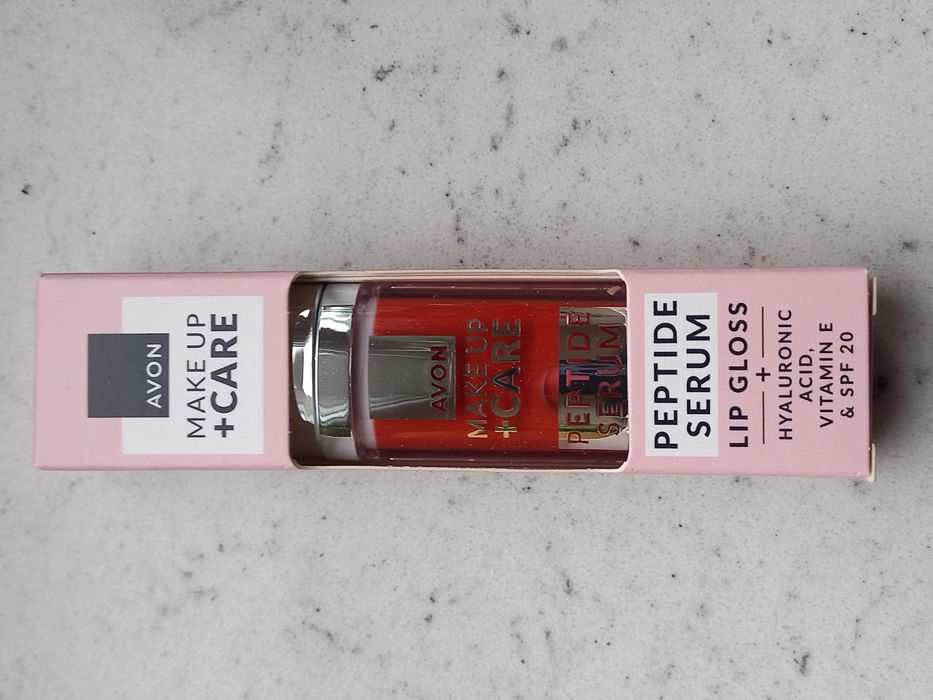 AVON
MAKE UP
+CARE
AVON
MAKE UP
+CARE
PEPTIDE
SERUM
PEPTIDE
SERUM
LIP GLOSS
+
HYALURONIC
ACID,
VITAMIN E
& SPF 20